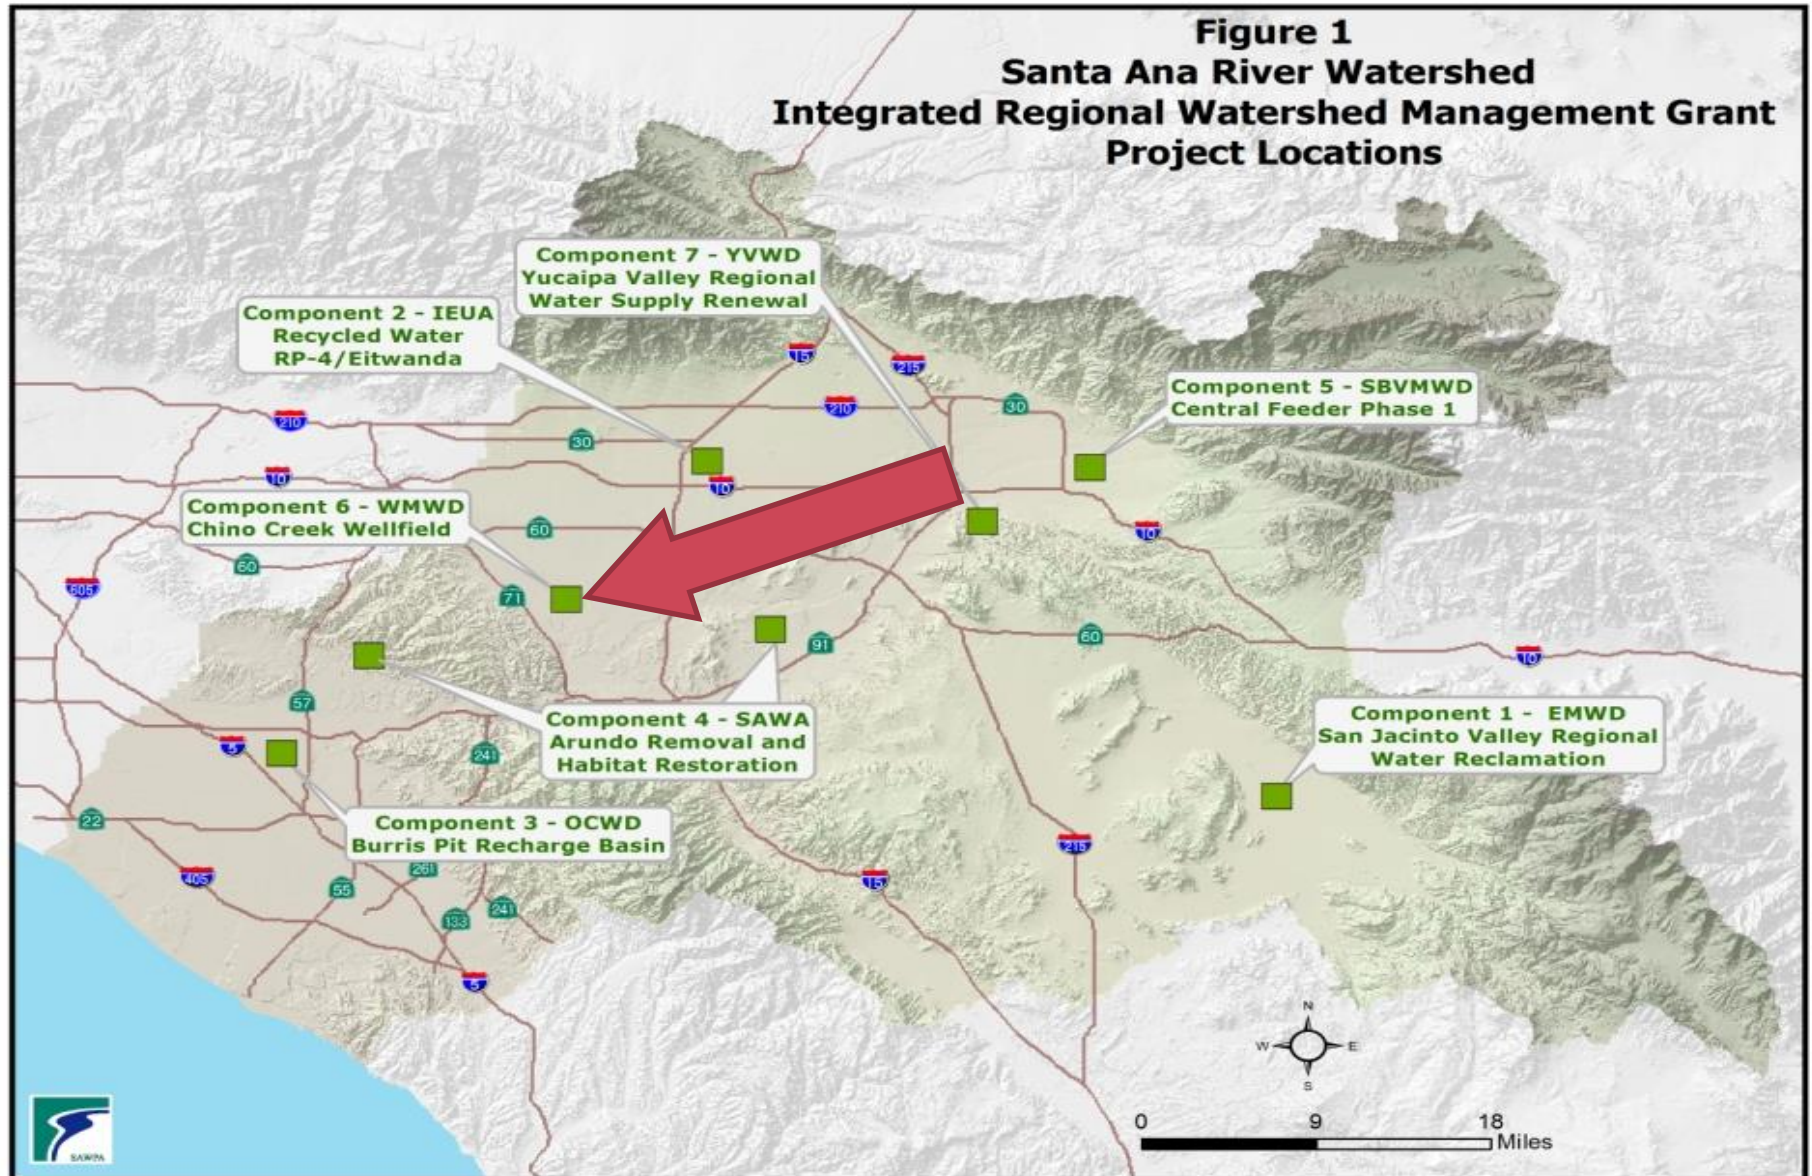 Figure 1
Santa Ana River Watershed
Integrated Regional Watershed Management Grant
Project Locations
Component 7 - YVWD
Yucaipa Valley Regional
Water Supply Renewal
Component 2 - IEUA
Recycled Water
RP-4/Eitwanda
15
215
Component 5 - SBVMWD
Central Feeder Phase 1
210
210
30
30
10
10
Component 6 - WMWD
Chino Creek Wellfield
60
10
60
605
71
91
60
10
57
Component 4 - SAWA
Arundo Removal and
Habitat Restoration
Component 1 - EMWD
San Jacinto Valley Regional
Water Reclamation
5
241
22
Component 3 - OCWD
Burris Pit Recharge Basin
215
261
405
55
15
241
133
5
N
W
E
S
0
9
18
Miles
SAWPA